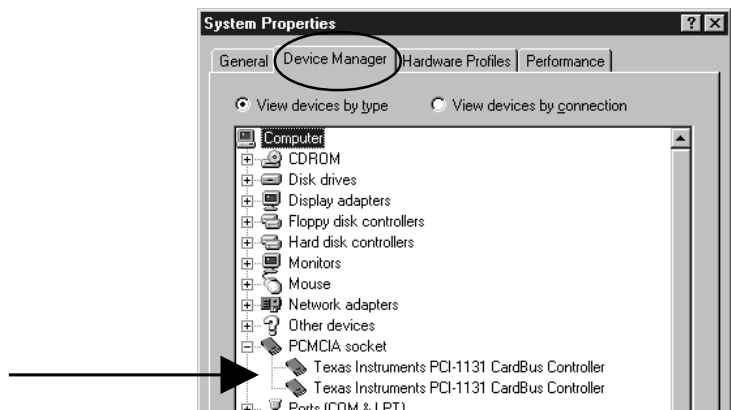 System Properties
General Device Manager Hardware Profiles Performance
View devices by type View devices by connection
Computer
CDROM
Disk drives
Display adapters
Floppy disk controllers
Hard disk controllers
Monitors
Mouse
Network adapters
Other devices
PCMCIA socket
Texas Instruments PCI-1131 CardBus Controller
Texas Instruments PCI-1131 CardBus Controller
Ports (COM & LPT)